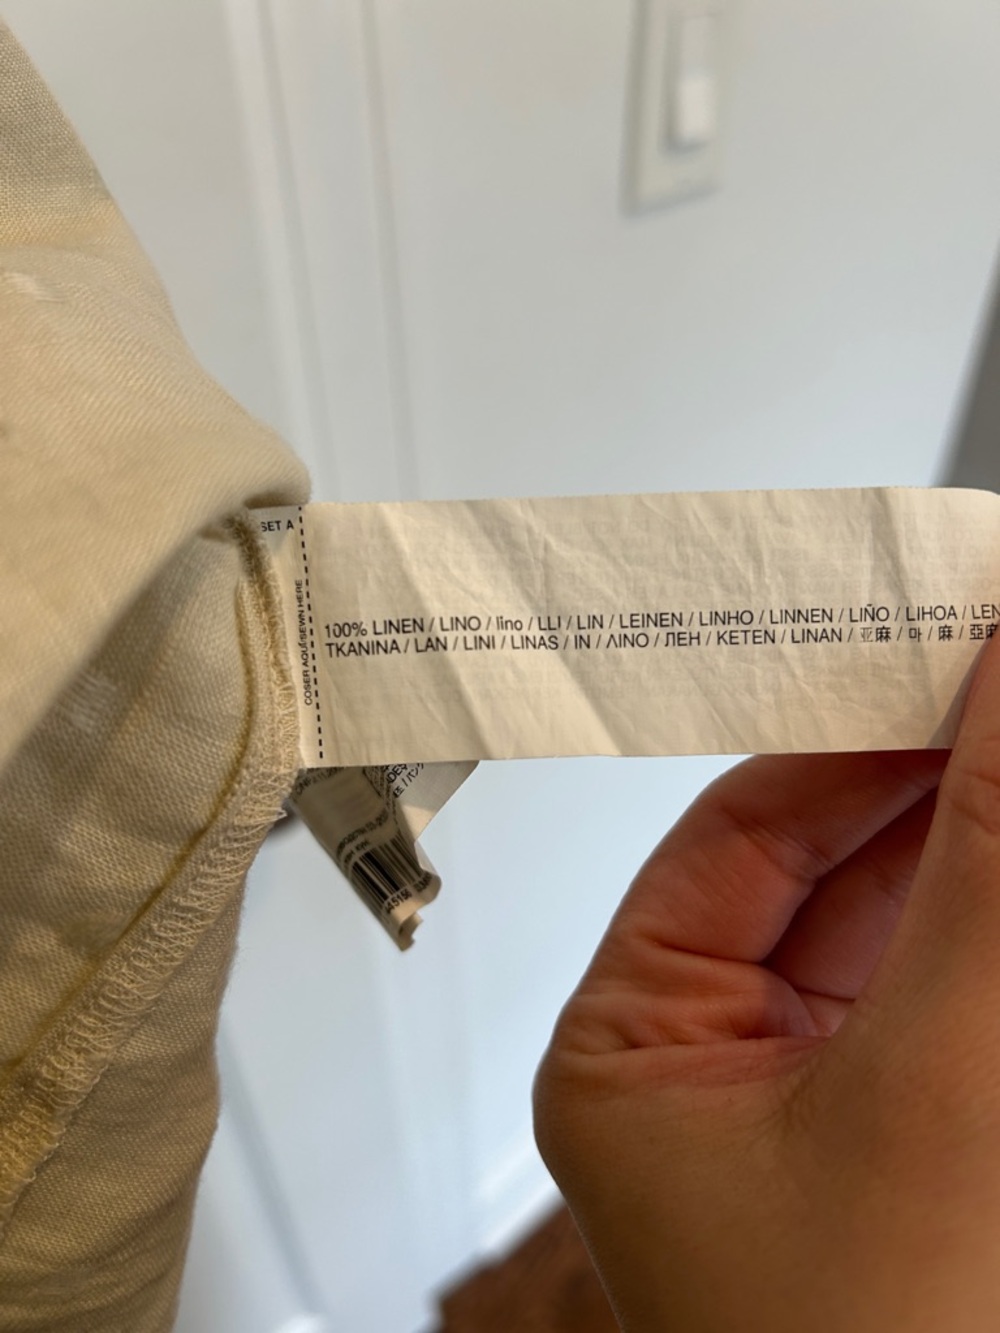 SET A
COSER AQUÍ/SEWN HERE
100% LINEN / LINO / lino / LLI / LIN / LEINEN / LINHO / LINNEN / LIÑO / LIHOA / LEN
TKANINA / LAN / LINI / LINAS / IN / ΛΙΝΟ / ЛЕН / KETEN / LINAN / 亚麻 / 마 / 麻 / 亞麻